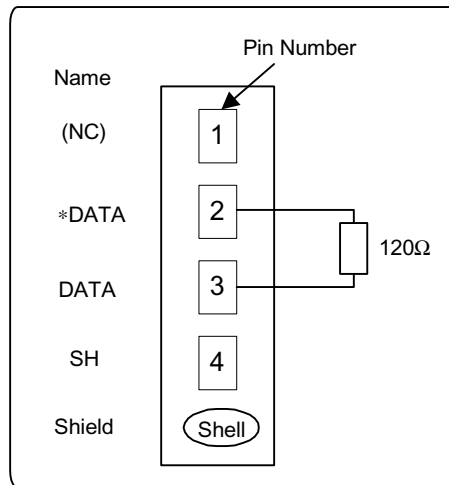 Pin Number
Name
(NC) 1
*DATA 2
120Ω
DATA 3
SH 4
Shield Shell